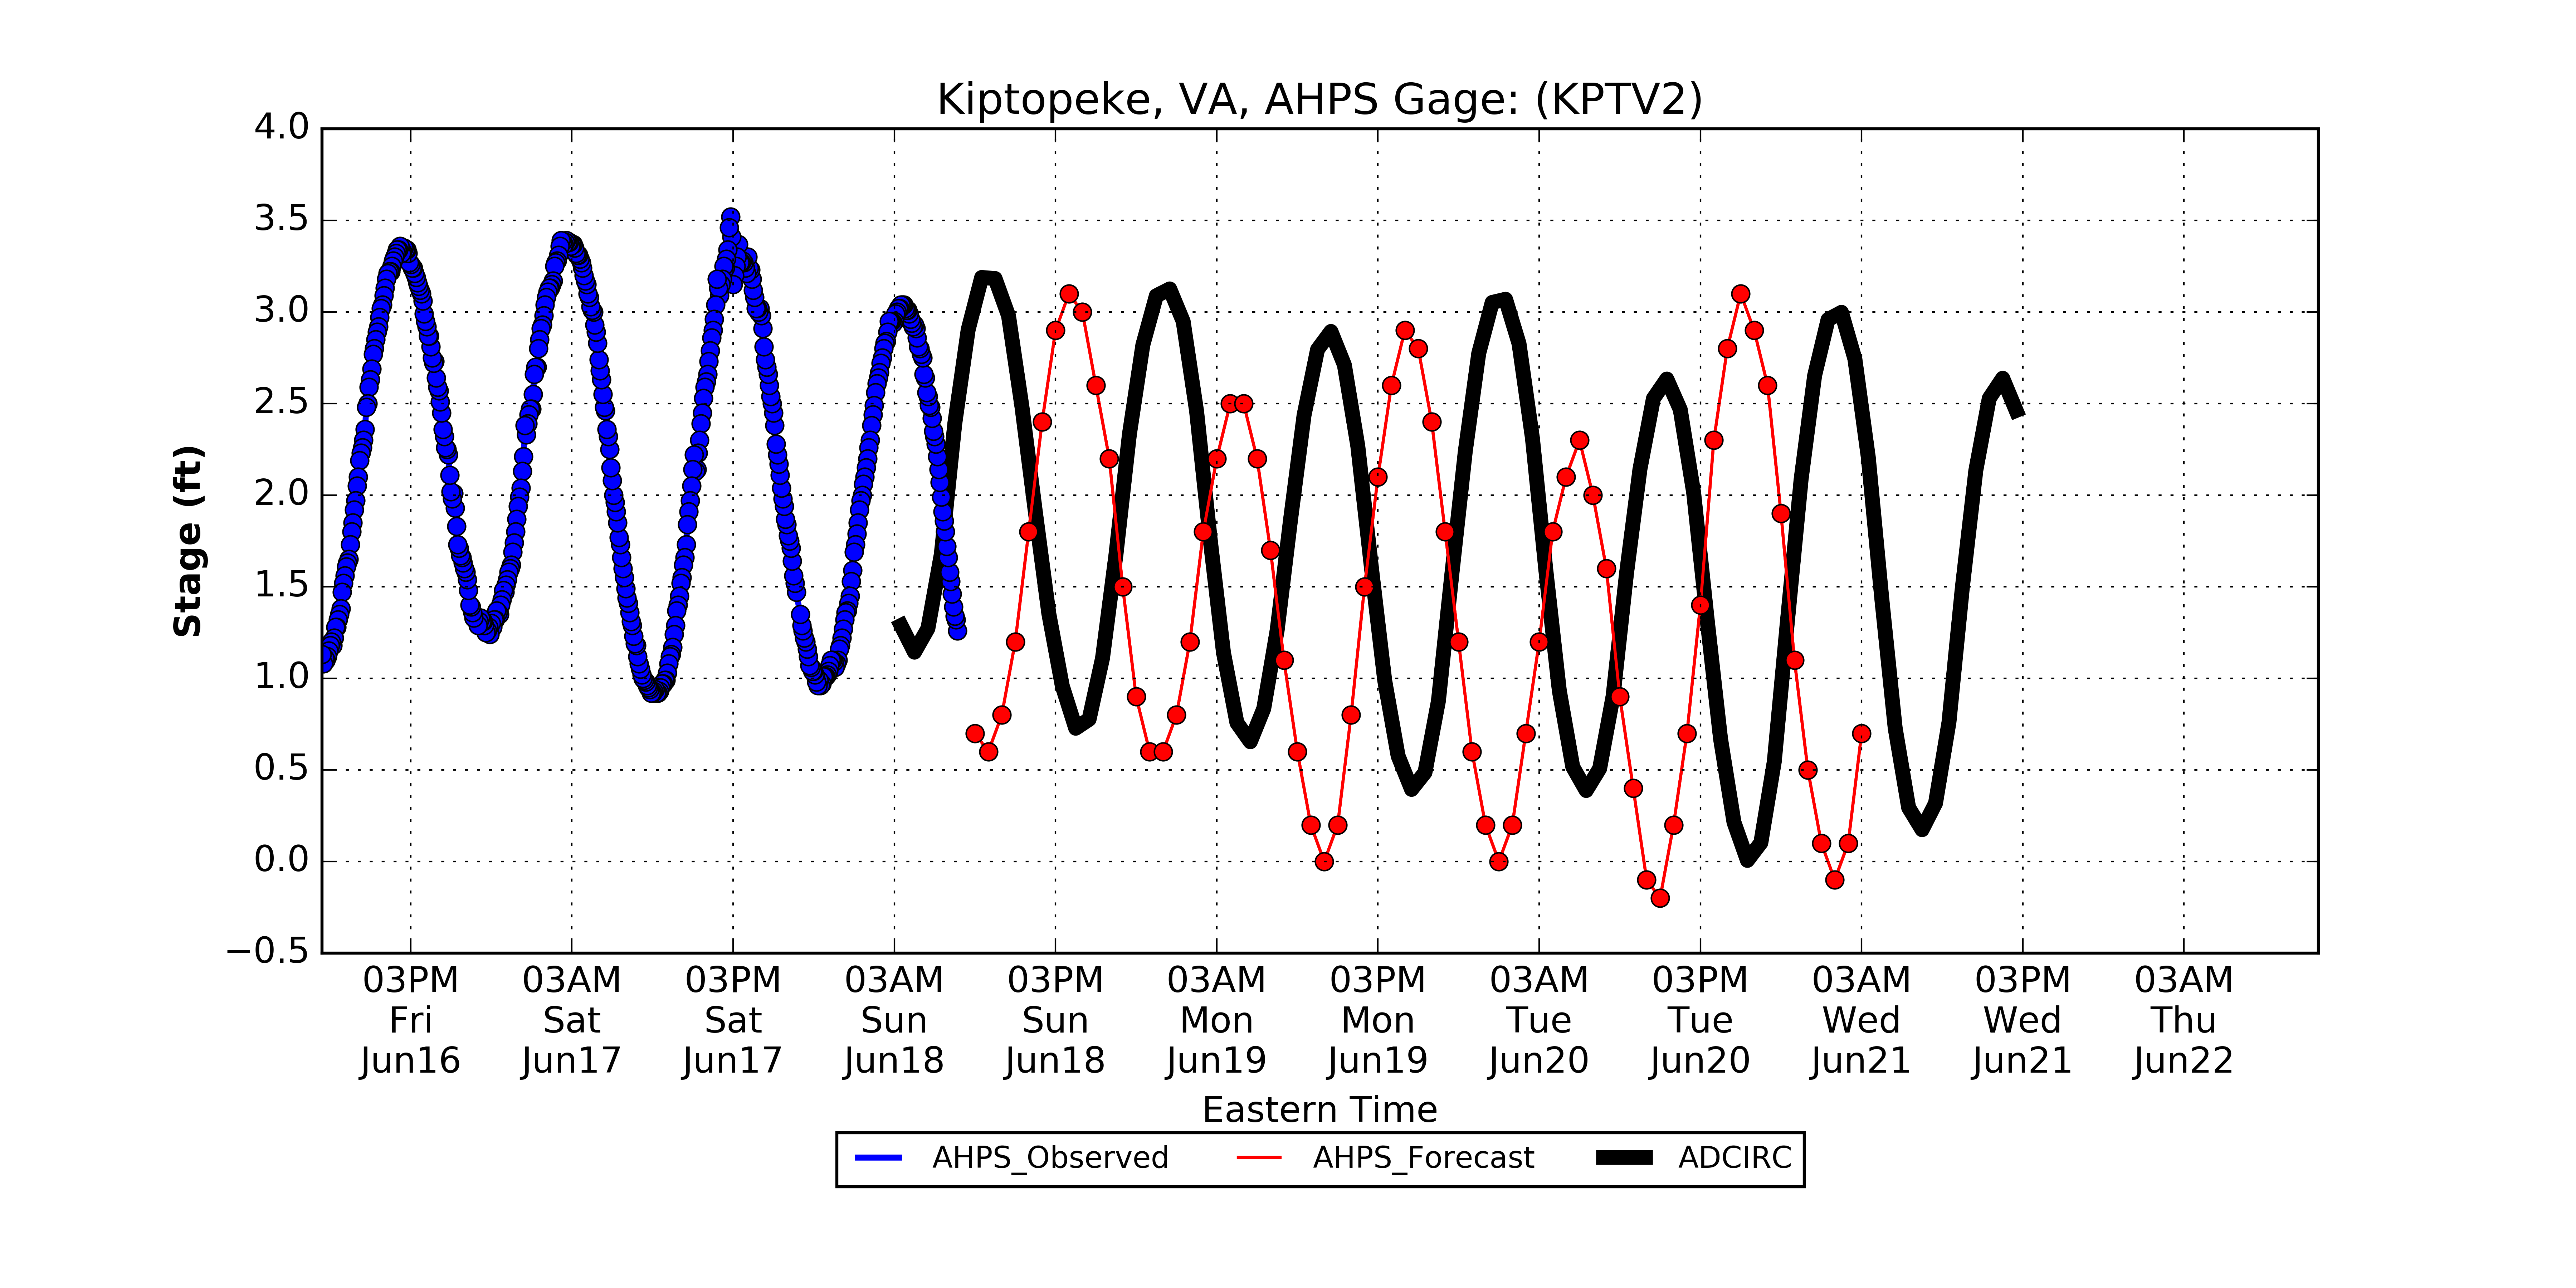 Kiptopeke, VA, AHPS Gage: (KPTV2)
4.0
3.5
3.0
2.5
2.0
1.5
1.0
0.5
0.0
−0.5
Stage (ft)
03PM 03AM 03PM 03AM 03PM 03AM 03PM 03AM 03PM 03AM 03PM 03AM
Fri Sat Sat Sun Sun Mon Mon Tue Tue Wed Wed Thu
Jun16 Jun17 Jun17 Jun18 Jun18 Jun19 Jun19 Jun20 Jun20 Jun21 Jun21 Jun22
Eastern Time
AHPS_Observed AHPS_Forecast ADCIRC